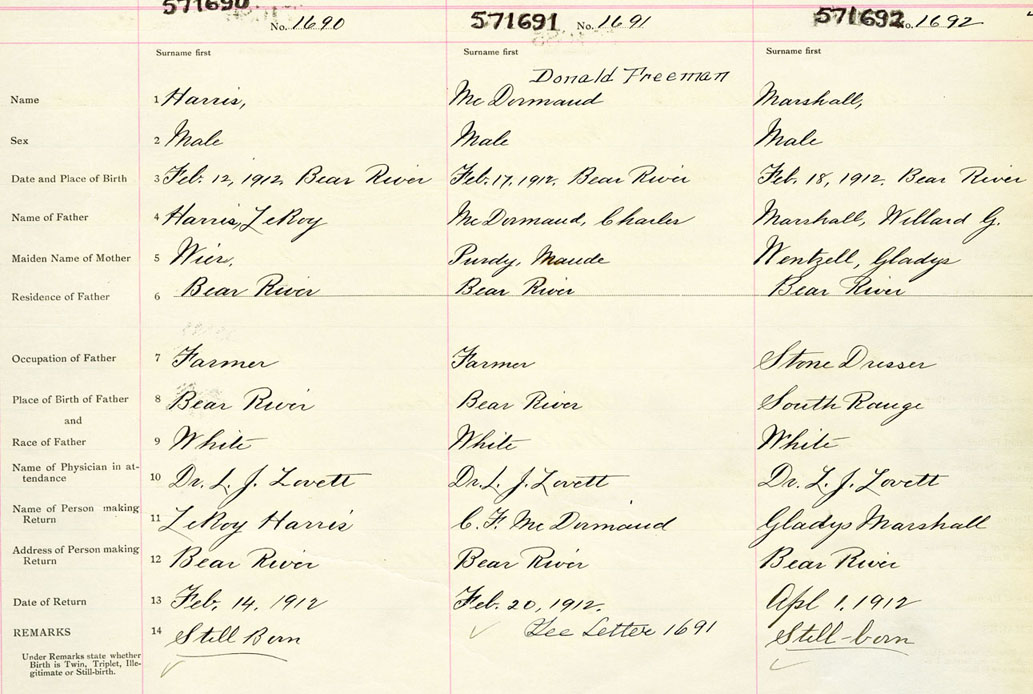 571690 571691 571692
No. 1690 No. 1691 No. 1692
Surname first Surname first Surname first
Donald Freeman
Name 1 Harris, McDormaud Marshall,
Sex 2 Male Male Male
Date and Place of Birth 3 Feb. 12, 1912, Bear River Feb. 17, 1912. Bear River Feb. 18, 1912. Bear River
Name of Father 4 Harris, LeRoy McDormaud, Charles Marshall, Willard G.
Maiden Name of Mother 5 Wier, Purdy, Maude Wentzell, Gladys
Residence of Father 6 Bear River Bear River Bear River
Occupation of Father 7 Farmer Farmer Stone Dresser
Place of Birth of Father 8 Bear River Bear River South Range
and
Race of Father 9 White White White
Name of Physician in at-
tendance 10 Dr. L. J. Lovett Dr. L. J. Lovett Dr. L. J. Lovett
Name of Person making
Return 11 LeRoy Harris C. F. McDormaud Gladys Marshall
Address of Person making
Return 12 Bear River Bear River Bear River
Date of Return 13 Feb. 14, 1912 Feb. 20, 1912. Apl 1, 1912
REMARKS 14 Still Born See Letter 1691 Still-born
Under Remarks state whether
Birth is Twin, Triplet, Ille-
gitimate or Still-birth.